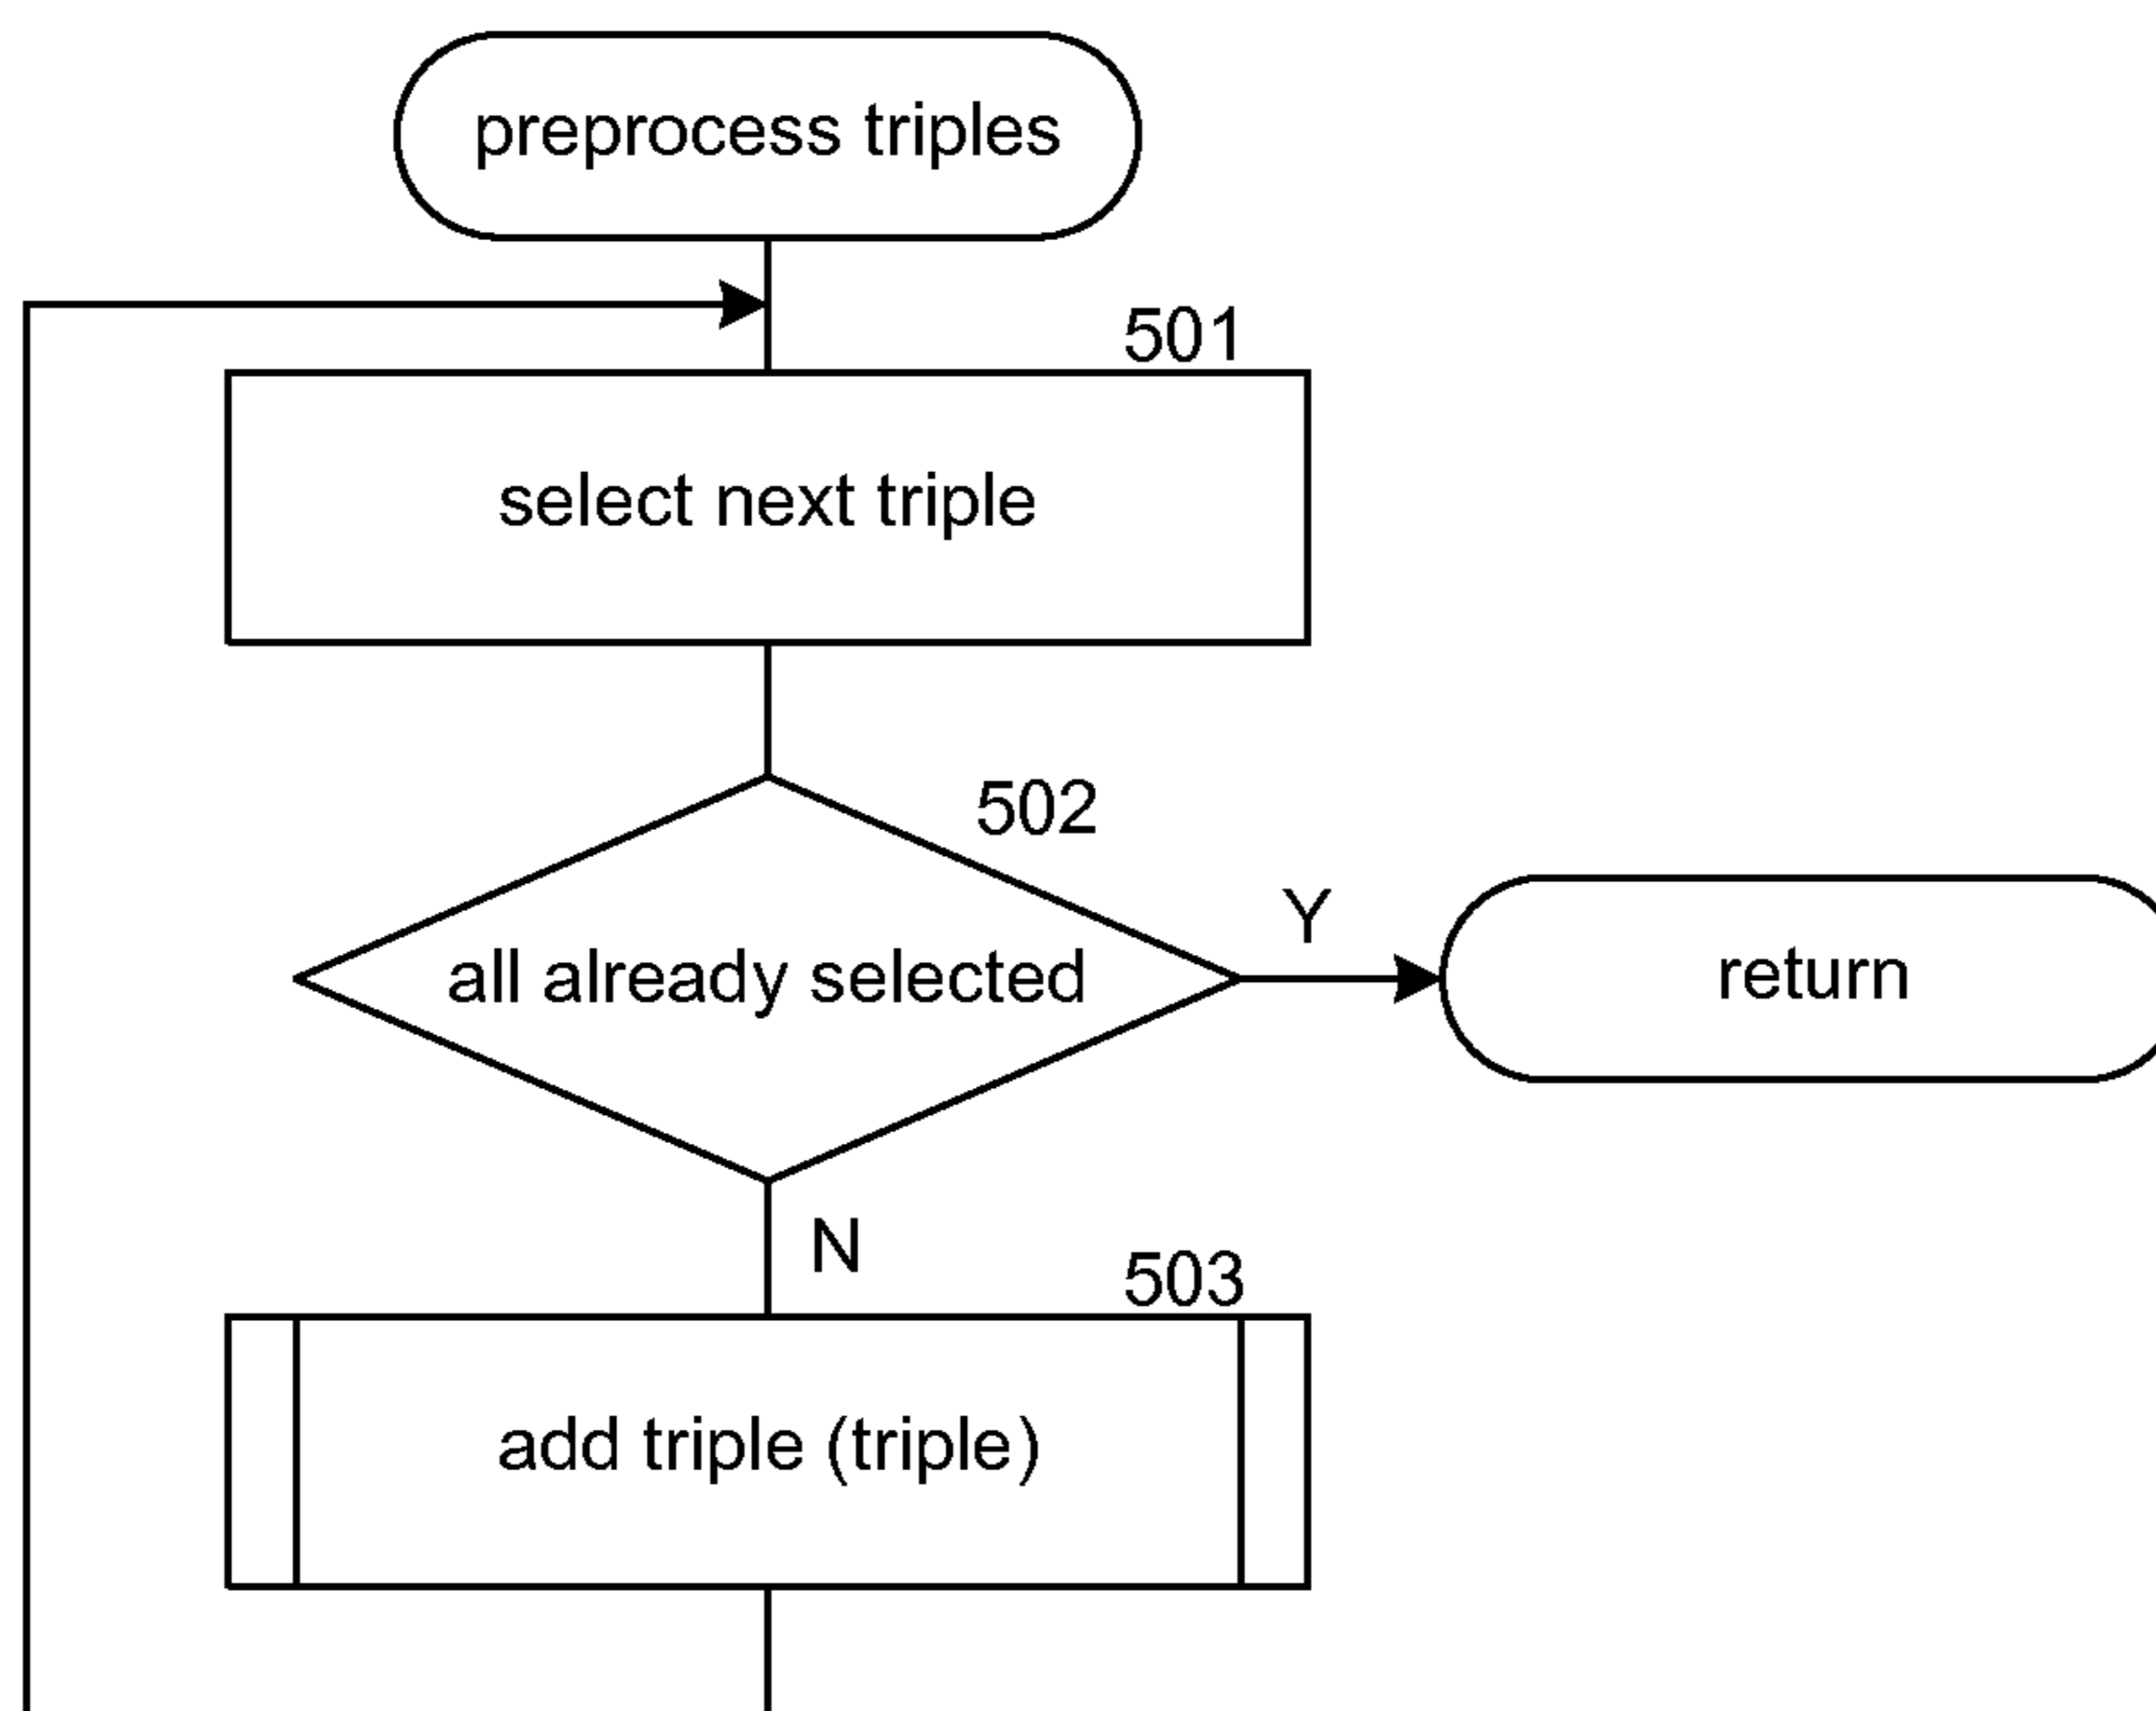 preprocess triples
501
select next triple
502
Y
all already selected
return
N
503
add triple (triple)